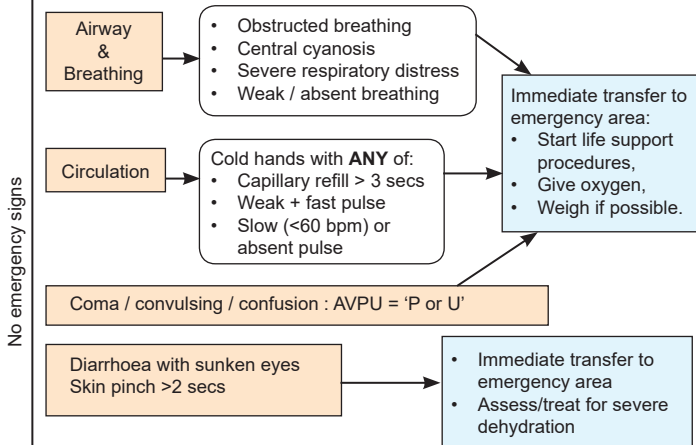 No emergency signs
Airway
&
Breathing
• Obstructed breathing
• Central cyanosis
• Severe respiratory distress
• Weak / absent breathing
Immediate transfer to
emergency area:
• Start life support
procedures,
• Give oxygen,
• Weigh if possible.
Circulation
Cold hands with ANY of:
• Capillary refill > 3 secs
• Weak + fast pulse
• Slow (<60 bpm) or
absent pulse
Coma / convulsing / confusion : AVPU = ‘P or U’
Diarrhoea with sunken eyes
Skin pinch >2 secs
• Immediate transfer to
emergency area
• Assess/treat for severe
dehydration